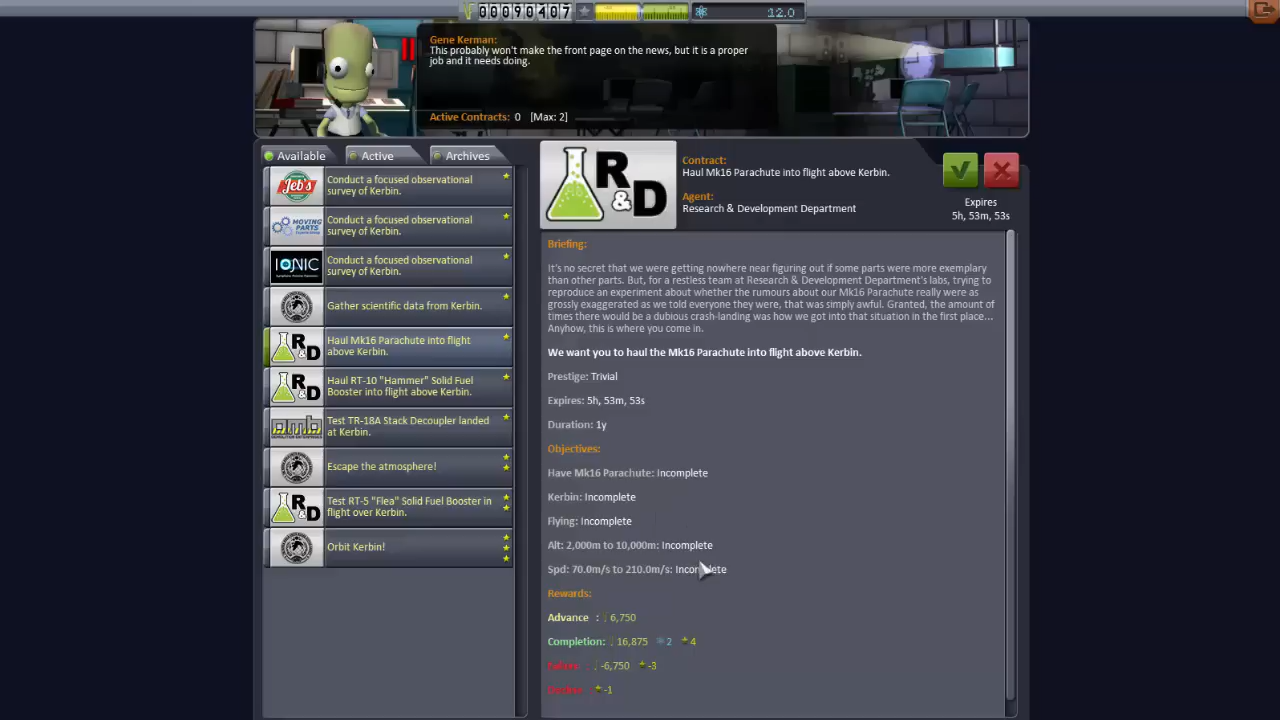 00090407
12.0
Gene Kerman:
This probably won't make the front page on the news, but it is a proper
job and it needs doing.
Active Contracts: 0 [Max: 2]
Available
Active
Archives
Jeb's
Conduct a focused observational
survey of Kerbin.
MOVING
PARTS
Conduct a focused observational
survey of Kerbin.
IONIC
Conduct a focused observational
survey of Kerbin.
Gather scientific data from Kerbin.
R&D
Haul Mk16 Parachute into flight
above Kerbin.
R&D
Haul RT-10 "Hammer" Solid Fuel
Booster into flight above Kerbin.
Test TR-18A Stack Decoupler landed
at Kerbin.
Escape the atmosphere!
R&D
Test RT-5 "Flea" Solid Fuel Booster in
flight over Kerbin.
Orbit Kerbin!
R&D
Contract:
Haul Mk16 Parachute into flight above Kerbin.
Agent:
Research & Development Department
Expires
5h, 53m, 53s
Briefing:
It's no secret that we were getting nowhere near figuring out if some parts were more exemplary
than other parts. But, for a restless team at Research & Development Department's labs, trying to
reproduce an experiment about whether the rumours about our Mk16 Parachute really were as
grossly exaggerated as we told everyone they were, that was simply awful. Granted, the amount of
times there would be a dubious crash-landing was how we got into that situation in the first place...
Anyhow, this is where you come in.
We want you to haul the Mk16 Parachute into flight above Kerbin.
Prestige: Trivial
Expires: 5h, 53m, 53s
Duration: 1y
Objectives:
Have Mk16 Parachute: Incomplete
Kerbin: Incomplete
Flying: Incomplete
Alt: 2,000m to 10,000m: Incomplete
Spd: 70.0m/s to 210.0m/s: Incomplete
Rewards:
Advance : 6,750
Completion: 16,875 2 4
Failure: -6,750 -3
Decline: -1